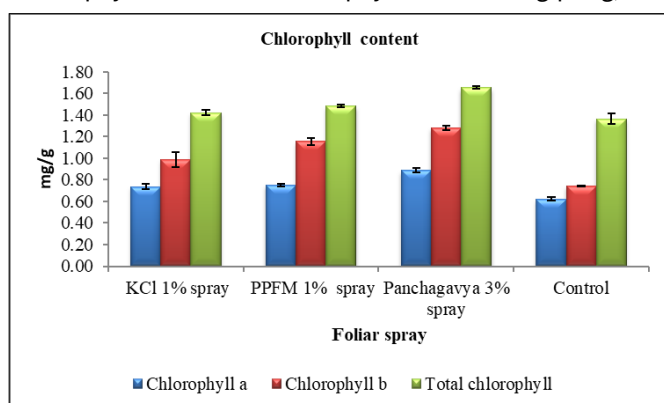 Chlorophyll content
1.80
1.60
1.40
1.20
1.00
0.80
0.60
0.40
0.20
0.00
mg/g
KCl 1% spray
PPFM 1% spray
Panchagavya 3% spray
Control
Foliar spray
Chlorophyll a
Chlorophyll b
Total chlorophyll